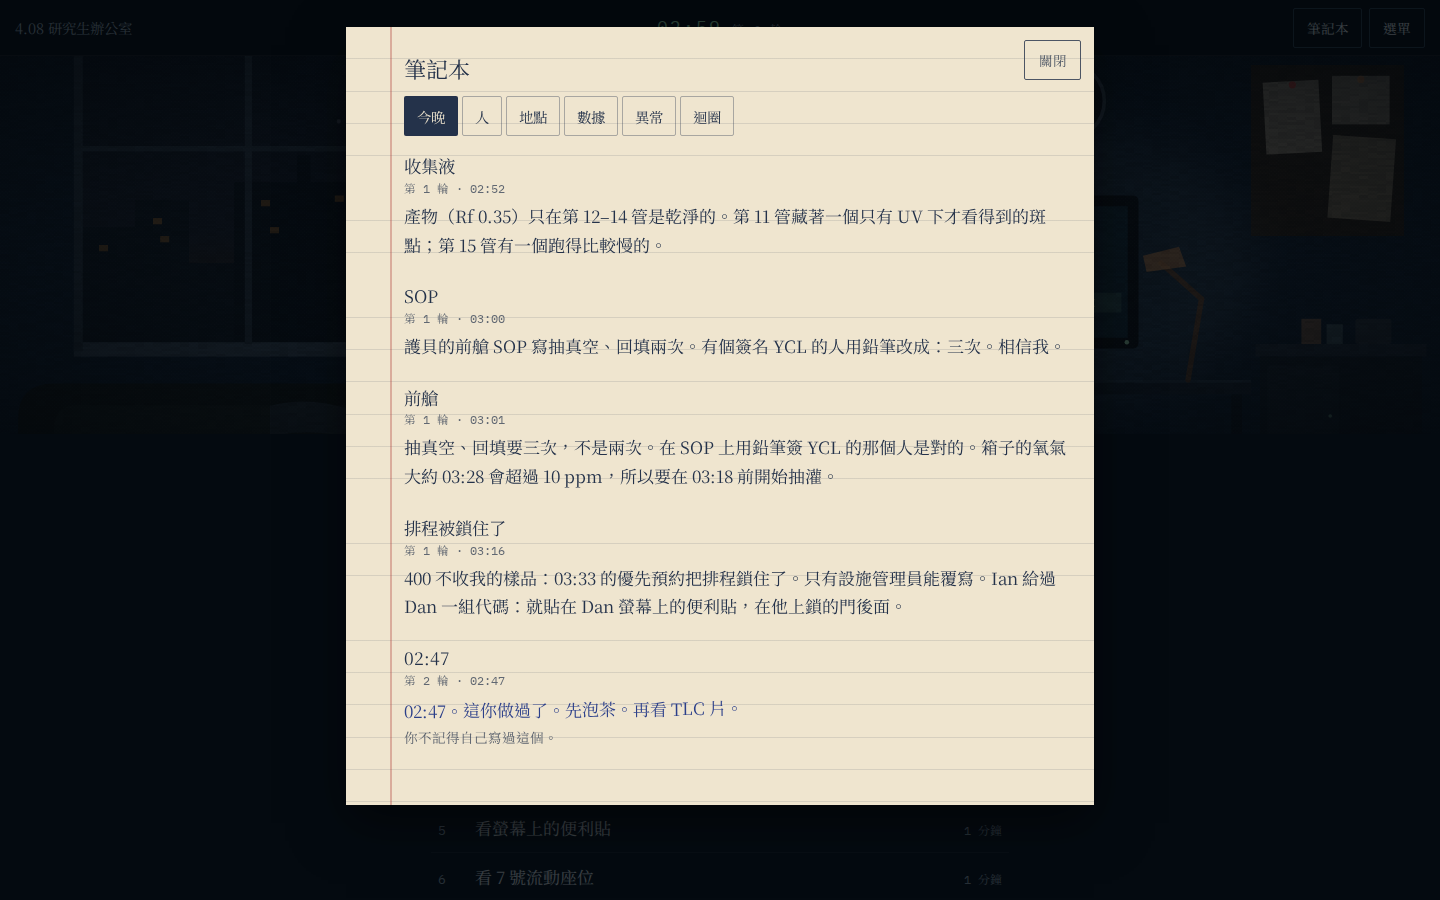 4.08 研究生辦公室
02:59
筆記本
選單
筆記本
關閉
今晚
人
地點
數據
異常
迴圈
收集液
第 1 輪 · 02:52
產物（Rf 0.35）只在第 12–14 管是乾淨的。第 11 管藏著一個只有 UV 下才看得到的斑
點；第 15 管有一個跑得比較慢的。
SOP
第 1 輪 · 03:00
護貝的前艙 SOP 寫抽真空、回填兩次。有個簽名 YCL 的人用鉛筆改成：三次。相信我。
前艙
第 1 輪 · 03:01
抽真空、回填要三次，不是兩次。在 SOP 上用鉛筆簽 YCL 的那個人是對的。箱子的氧氣
大約 03:28 會超過 10 ppm，所以要在 03:18 前開始抽灌。
排程被鎖住了
第 1 輪 · 03:16
400 不收我的樣品：03:33 的優先預約把排程鎖住了。只有設施管理員能覆寫。Ian 給過
Dan 一組代碼：就貼在 Dan 螢幕上的便利貼，在他上鎖的門後面。
02:47
第 2 輪 · 02:47
02:47。這你做過了。先泡茶。再看 TLC 片。
你不記得自己寫過這個。
5 看螢幕上的便利貼 1 分鐘
6 看 7 號流動座位 1 分鐘